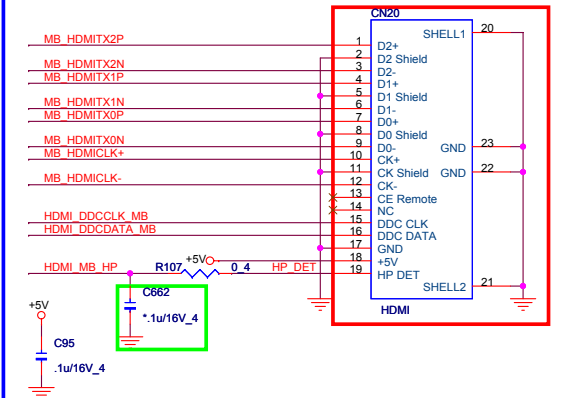 CN20
SHELL1 20
MB_HDMITX2P 1 D2+
2 D2 Shield
MB_HDMITX2N 3 D2-
MB_HDMITX1P 4 D1+
5 D1 Shield
MB_HDMITX1N 6 D1-
MB_HDMITX0P 7 D0+
8 D0 Shield
MB_HDMITX0N 9 D0- GND 23
MB_HDMICLK+ 10 CK+
11 CK Shield GND 22
MB_HDMICLK- 12 CK-
13 CE Remote
14 NC
HDMI_DDCCLK_MB 15 DDC CLK
HDMI_DDCDATA_MB 16 DDC DATA
17 GND
+5V 18 +5V
HDMI_MB_HP R107 0_4 HP_DET 19 HP DET
SHELL2 21
HDMI
C662
*.1u/16V_4
+5V
C95
.1u/16V_4